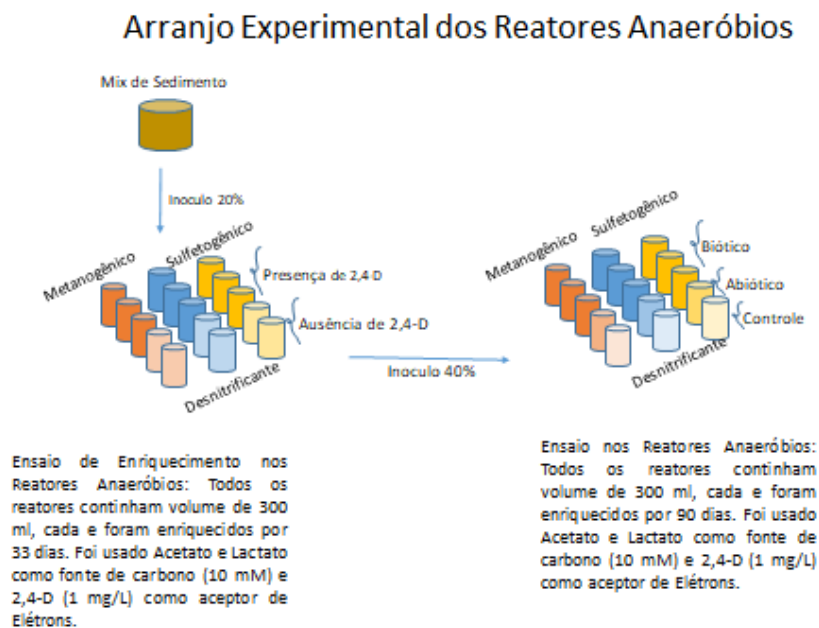 Arranjo Experimental dos Reatores Anaeróbios
Mix de Sedimento
Inoculo 20%
Metanogênico
Sulfetogênico
Presença de 2,4 D
Ausência de 2,4-D
Desnitrificante
Inoculo 40%
Metanogênico
Sulfetogênico
Biótico
Abiótico
Controle
Desnitrificante
Ensaio de Enriquecimento nos
Reatores Anaeróbios: Todos os
reatores continham volume de 300
ml, cada e foram enriquecidos por
33 dias. Foi usado Acetato e Lactato
como fonte de carbono (10 mM) e
2,4-D (1 mg/L) como aceptor de
Elétrons.
Ensaio nos Reatores Anaeróbios:
Todos os reatores continham
volume de 300 ml, cada e foram
enriquecidos por 90 dias. Foi usado
Acetato e Lactato como fonte de
carbono (10 mM) e 2,4-D (1 mg/L)
como aceptor de Elétrons.